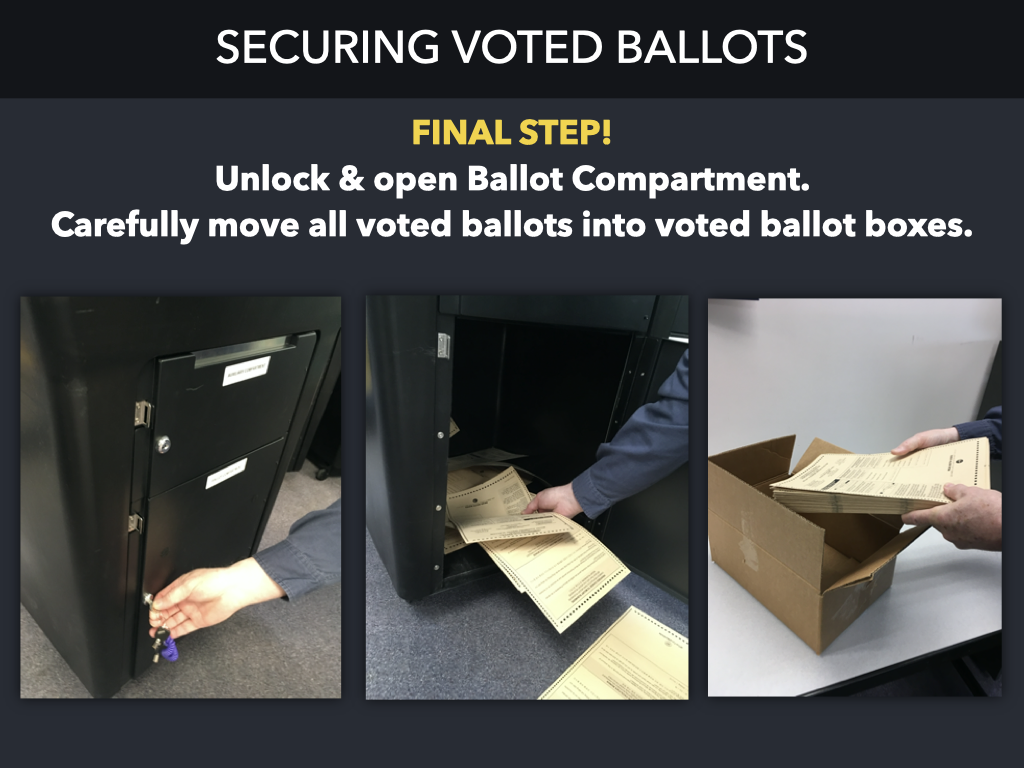 SECURING VOTED BALLOTS
FINAL STEP!
Unlock & open Ballot Compartment.
Carefully move all voted ballots into voted ballot boxes.